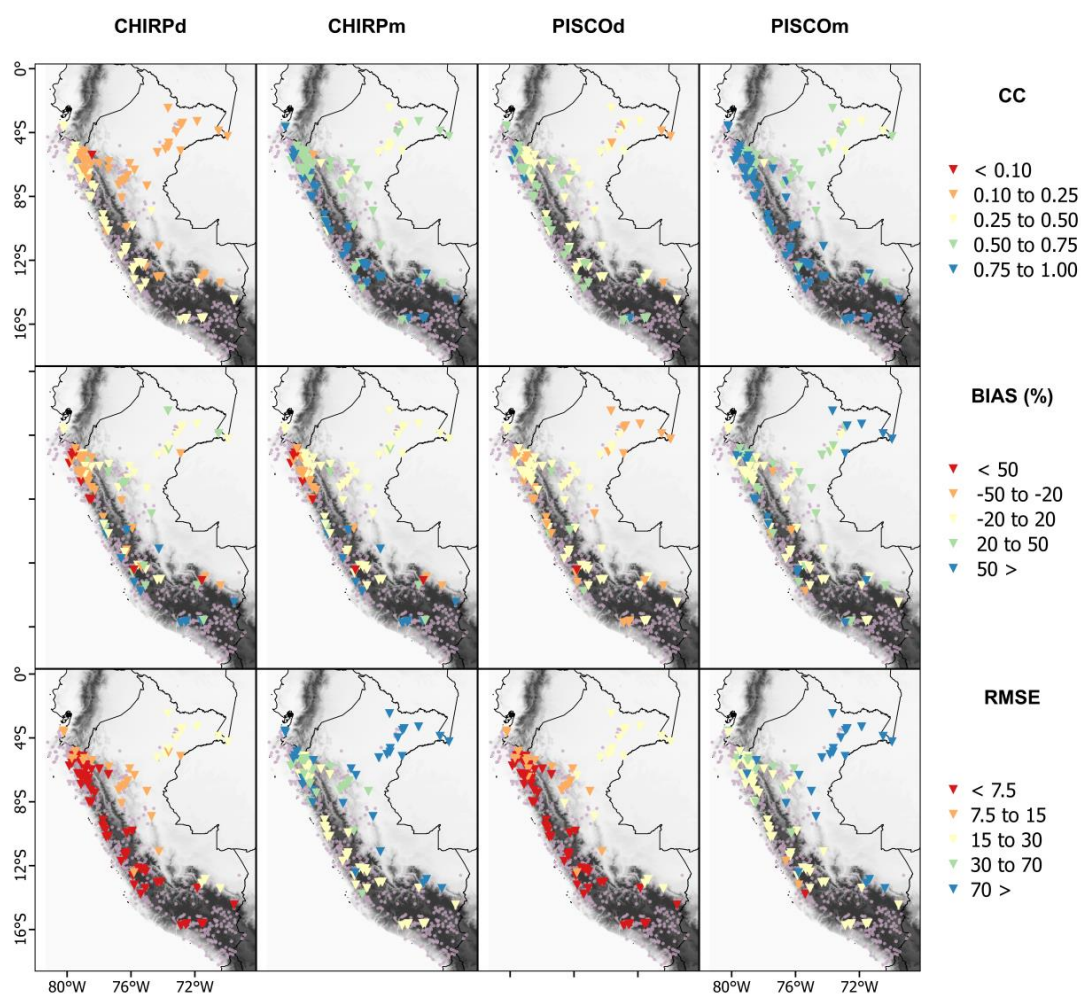 CHIRPd CHIRPm PISCOd PISCOm
0°
4°S
8°S
12°S
16°S
CC
< 0.10
0.10 to 0.25
0.25 to 0.50
0.50 to 0.75
0.75 to 1.00
BIAS (%)
< 50
-50 to -20
-20 to 20
20 to 50
50 >
0°
4°S
8°S
12°S
16°S
RMSE
< 7.5
7.5 to 15
15 to 30
30 to 70
70 >
80°W 76°W 72°W 80°W 76°W 72°W